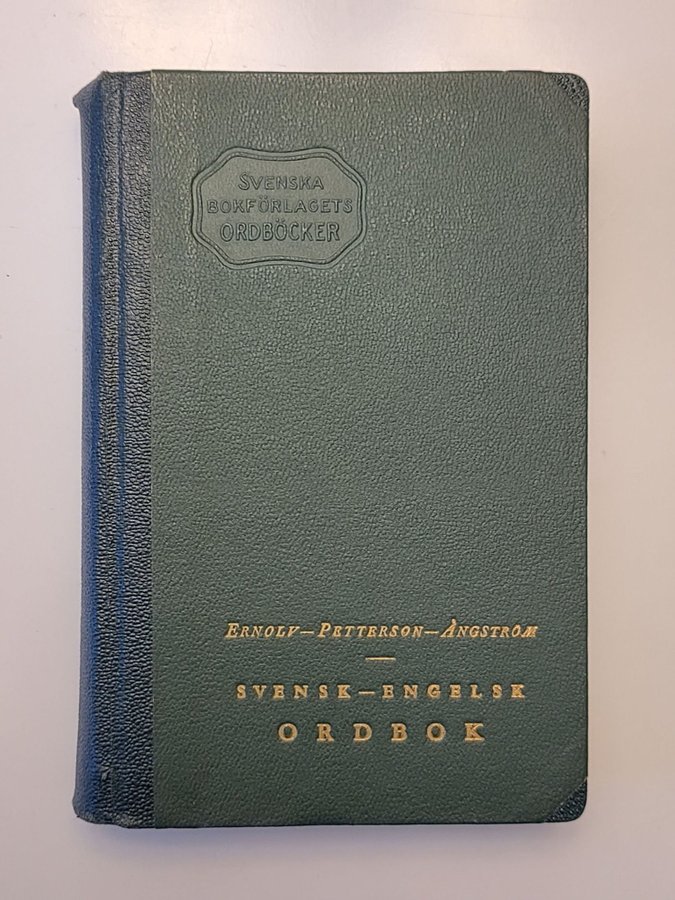 SVENSKA
BOKFÖRLAGETS
ORDBÖCKER
ERNOLV—PETTERSON—ÅNGSTRÖM
SVENSK—ENGELSK
ORDBOK